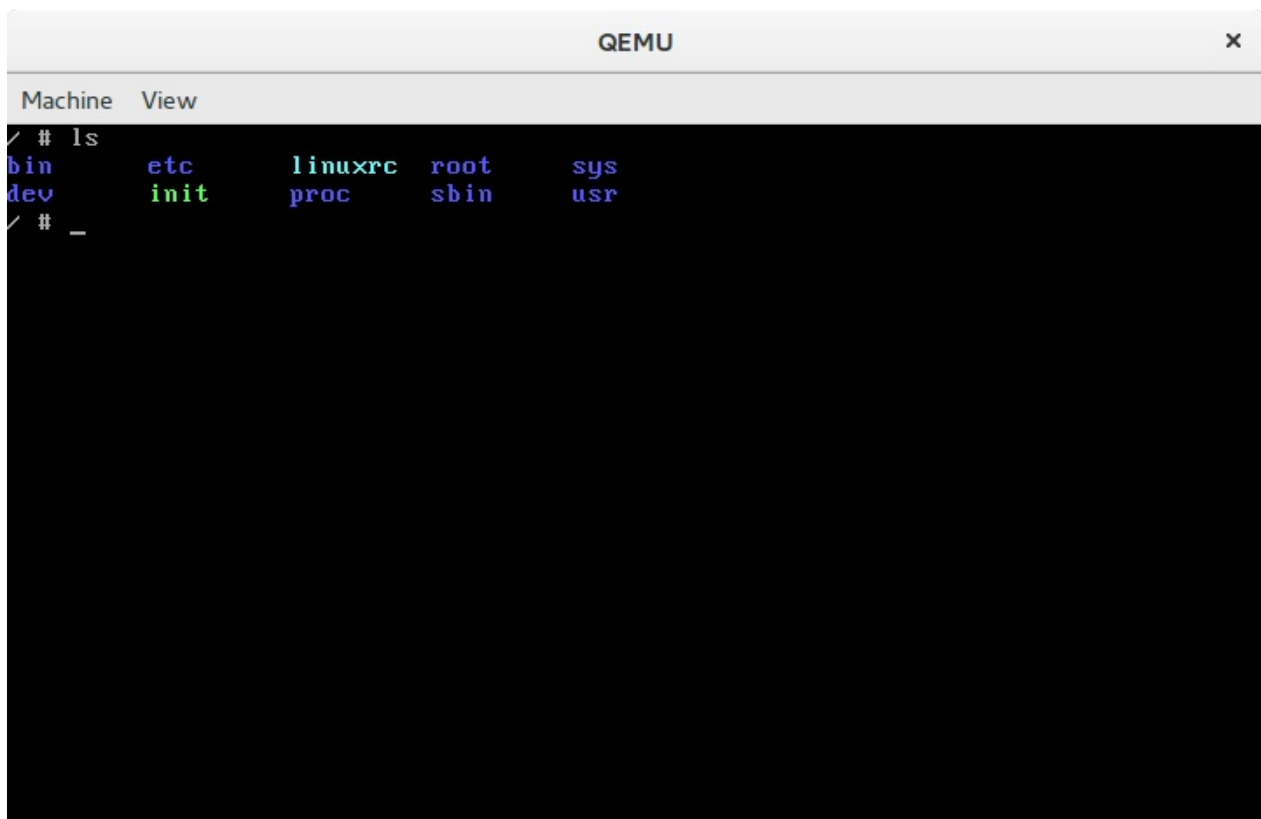 QEMU ×
Machine View
/ # ls
bin etc linuxrc root sys
dev init proc sbin usr
/ # _